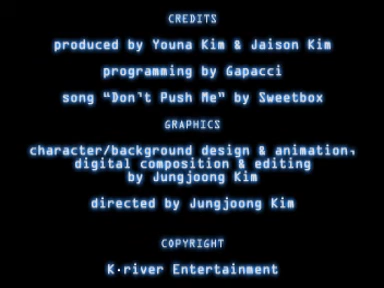 CREDITS
produced by Youna Kim & Jaison Kim
programming by Gapacci
song "Don't Push Me" by Sweetbox
GRAPHICS
character/background design & animation,
digital composition & editing
by Jungjoong Kim
directed by Jungjoong Kim
COPYRIGHT
K·river Entertainment